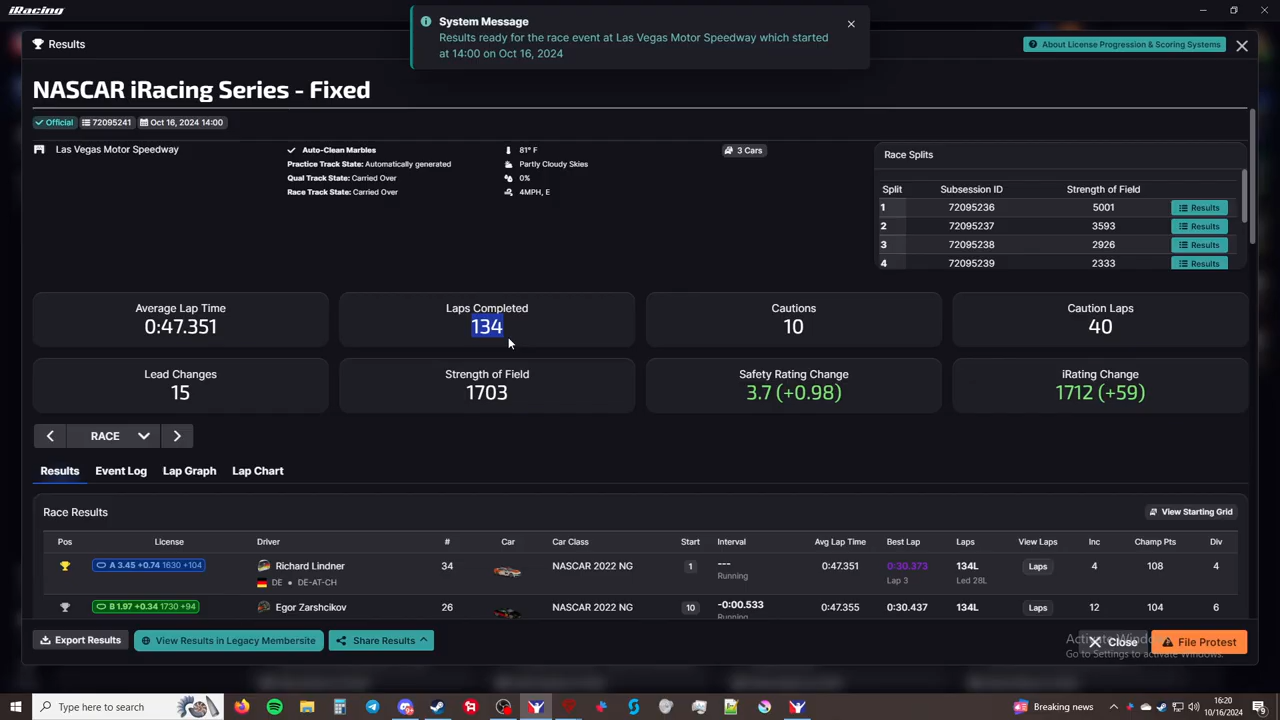 iRacing
System Message
Results ready for the race event at Las Vegas Motor Speedway which started
at 14:00 on Oct 16, 2024
Results
About License Progression & Scoring Systems
NASCAR iRacing Series - Fixed
Official 72095241 Oct 16, 2024 14:00
Las Vegas Motor Speedway
Auto-Clean Marbles
Practice Track State: Automatically generated
Qual Track State: Carried Over
Race Track State: Carried Over
81° F
Partly Cloudy Skies
0%
4MPH, E
3 Cars
Race Splits
Split Subsession ID Strength of Field
1 72095236 5001 Results
2 72095237 3593 Results
3 72095238 2926 Results
4 72095239 2333 Results
Average Lap Time
0:47.351
Laps Completed
134
Cautions
10
Caution Laps
40
Lead Changes
15
Strength of Field
1703
Safety Rating Change
3.7 (+0.98)
iRating Change
1712 (+59)
RACE
Results Event Log Lap Graph Lap Chart
Race Results
View Starting Grid
Pos License Driver # Car Car Class Start Interval Avg Lap Time Best Lap Laps View Laps Inc Champ Pts Div
A 3.45 +0.74 1630 +104 Richard Lindner 34 NASCAR 2022 NG 1 --- 0:47.351 0:30.373 134L Laps 4 108 4
DE • DE-AT-CH Running Lap 3 Led 28L
B 1.97 +0.34 1730 +94 Egor Zarshcikov 26 NASCAR 2022 NG 10 -0:00.533 0:47.355 0:30.437 134L Laps 12 104 6
Running
Export Results
View Results in Legacy Membersite
Share Results
Close
File Protest
Go to Settings to activate Windows.
Type here to search
Breaking news
16:20
10/16/2024